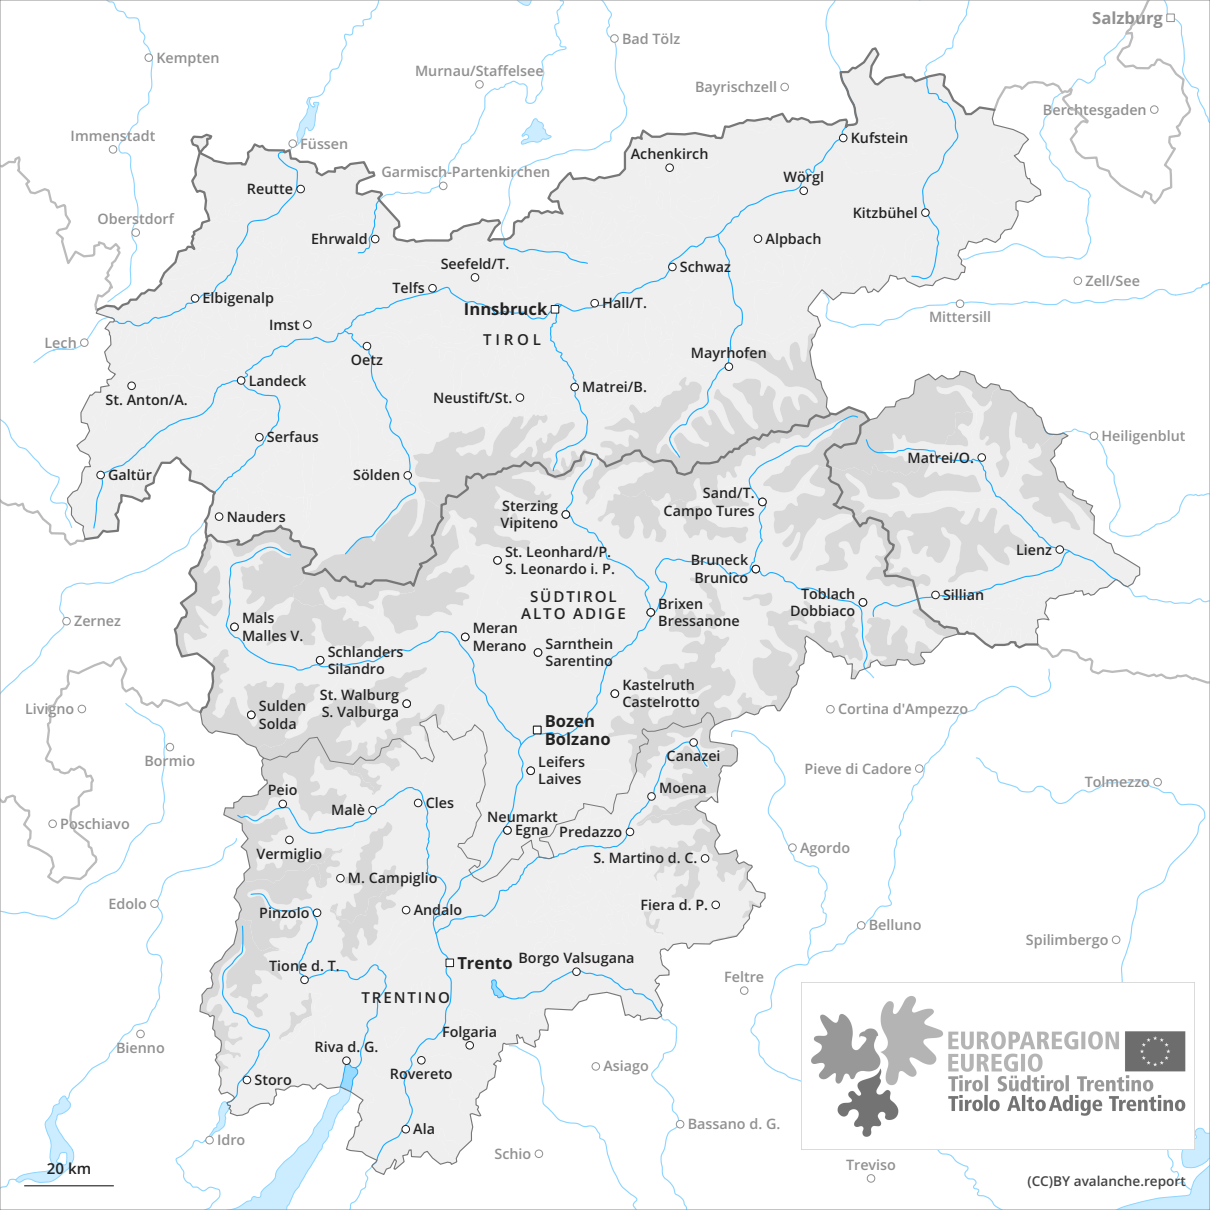 Salzburg
Bad Tölz
Kempten
Murnau/Staffelsee
Bayrischzell
Berchtesgaden
Immenstadt
Füssen
Kufstein
Achenkirch
Garmisch-Partenkirchen
Wörgl
Reutte
Oberstdorf
Kitzbühel
Ehrwald
Alpbach
Seefeld/T.
Schwaz
Zell/See
Telfs
Elbigenalp
Hall/T.
Innsbruck
Mittersill
Imst
TIROL
Lech
Oetz
Mayrhofen
Landeck
Matrei/B.
St. Anton/A.
Neustift/St.
Serfaus
Heiligenblut
Matrei/O.
Galtür
Sölden
Sand/T.
Campo Tures
Sterzing
Vipiteno
Nauders
Lienz
St. Leonhard/P.
S. Leonardo i. P.
Bruneck
Brunico
SÜDTIROL
ALTO ADIGE
Toblach
Dobbiaco
Sillian
Brixen
Bressanone
Zernez
Mals
Malles V.
Meran
Merano
Sarnthein
Sarentino
Schlanders
Silandro
Kastelruth
Castelrotto
St. Walburg
S. Valburga
Livigno
Sulden
Solda
Cortina d'Ampezzo
Bozen
Bolzano
Bormio
Canazei
Leifers
Laives
Pieve di Cadore
Tolmezzo
Peio
Moena
Malè
Cles
Neumarkt
Egna
Predazzo
Poschiavo
Vermiglio
Agordo
S. Martino d. C.
M. Campiglio
Edolo
Pinzolo
Andalo
Fiera d. P.
Belluno
Spilimbergo
Tione d. T.
Trento
Borgo Valsugana
Feltre
TRENTINO
Bienno
Folgaria
Riva d. G.
Rovereto
Asiago
Storo
EUROPAREGION
EUREGIO
Tirol Südtirol Trentino
Tirolo Alto Adige Trentino
Ala
Bassano d. G.
Idro
Schio
Treviso
20 km
(CC)BY avalanche.report